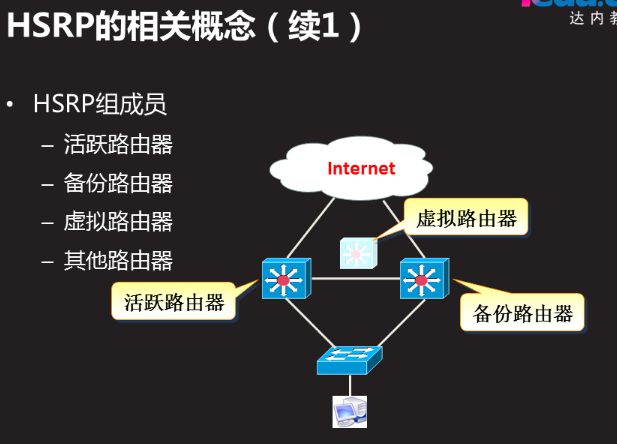 HSRP的相关概念（续1）
达内教
• HSRP组成员
– 活跃路由器
– 备份路由器
– 虚拟路由器
– 其他路由器
Internet
虚拟路由器
活跃路由器
备份路由器